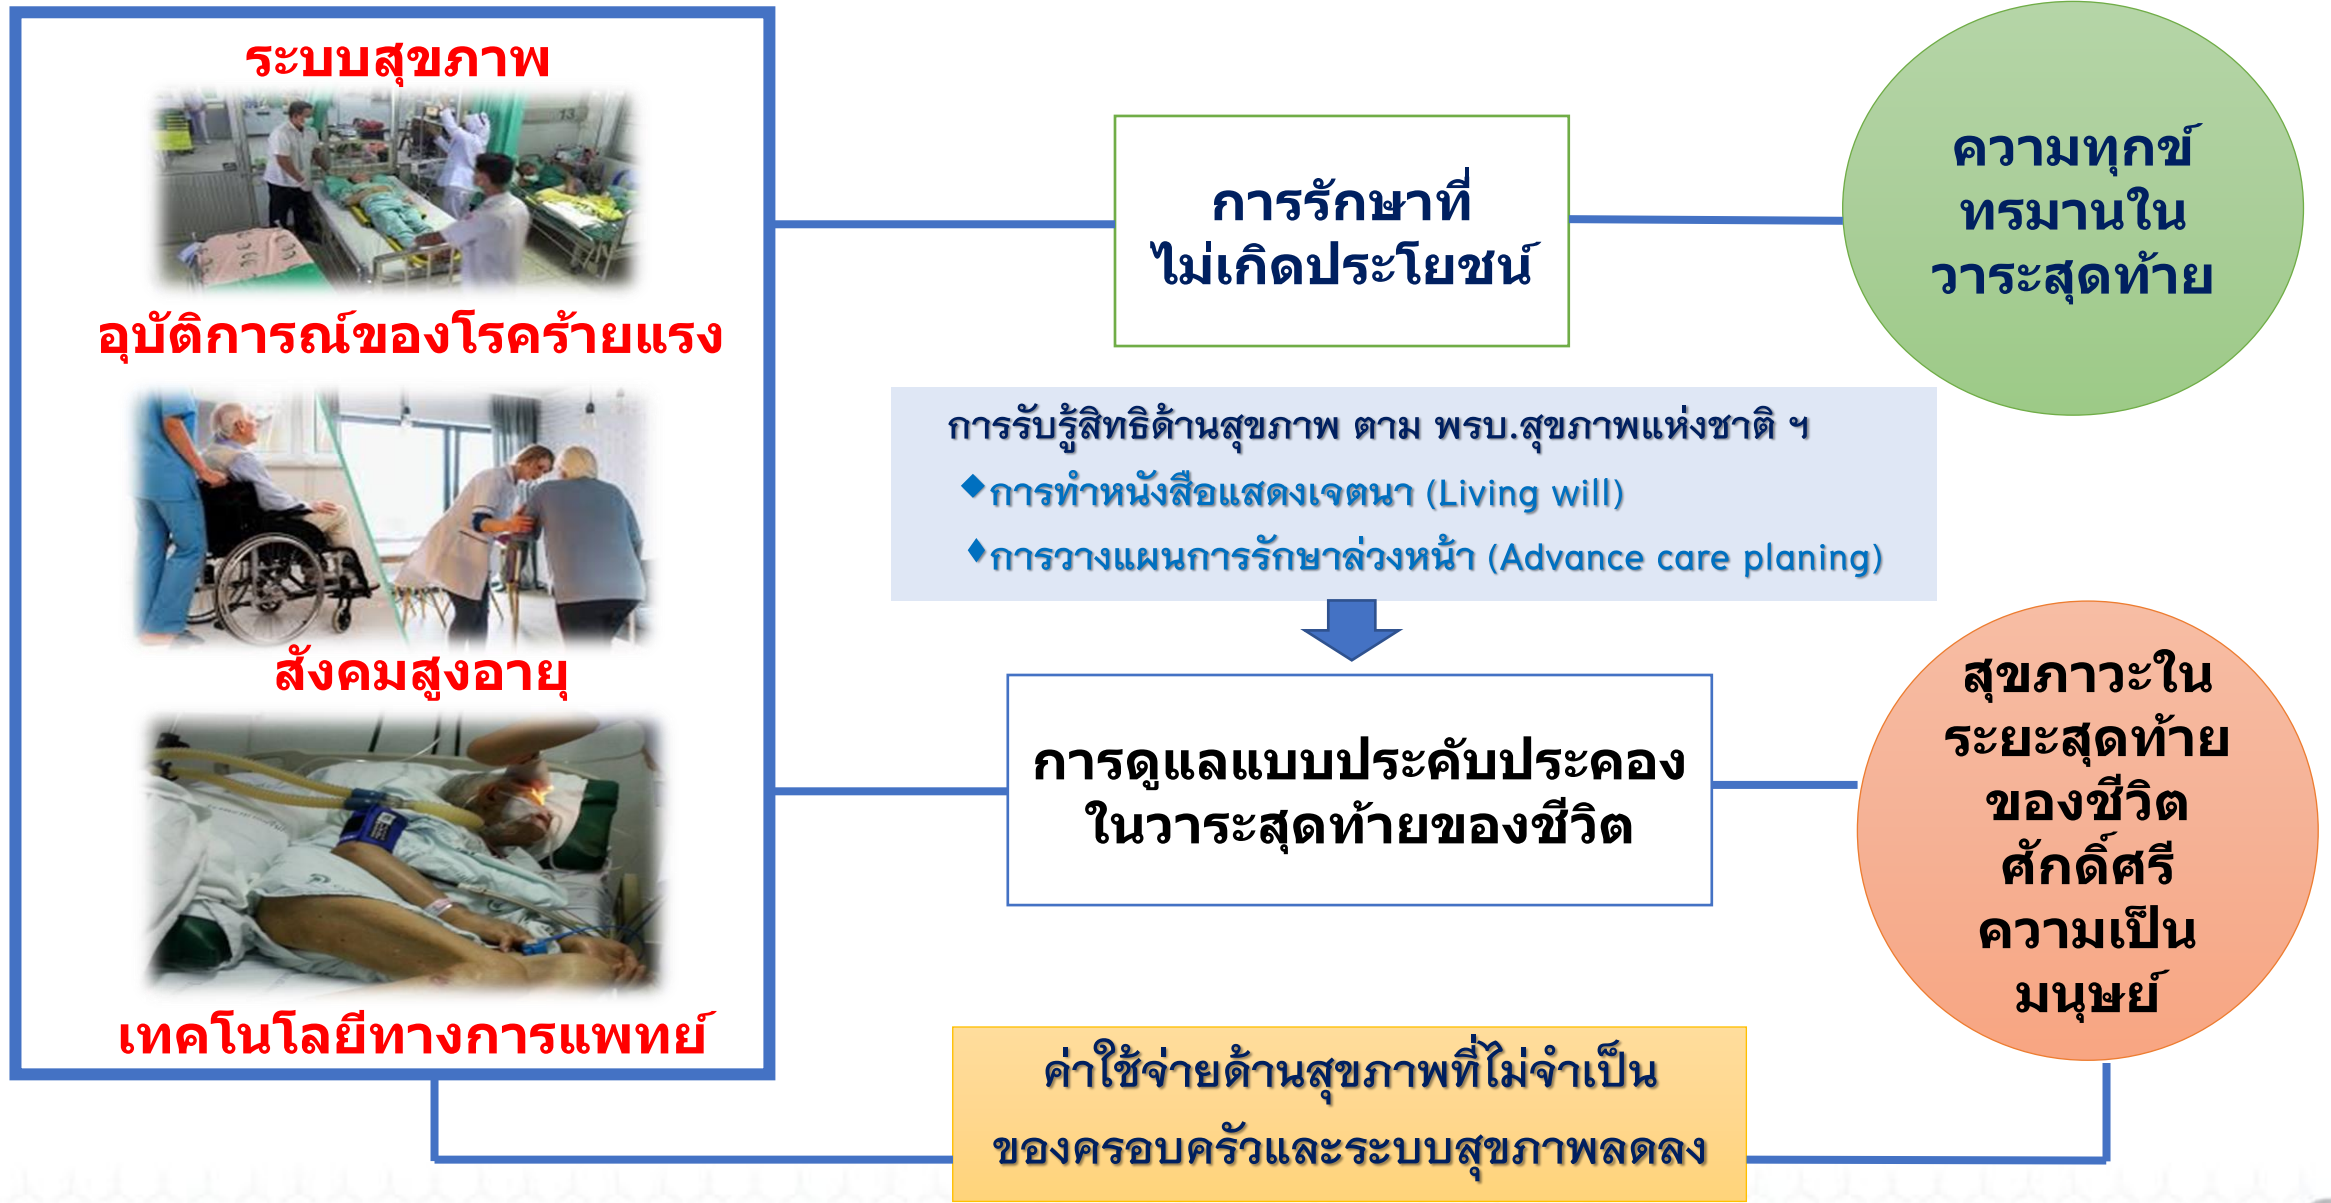 ระบบสุขภาพ
อุบัติการณ์ของโรคร้ายแรง
สังคมสูงอายุ
เทคโนโลยีทางการแพทย์
การรักษาที่
ไม่เกิดประโยชน์
ความทุกข์
ทรมานใน
วาระสุดท้าย
การรับรู้สิทธิด้านสุขภาพ ตาม พรบ.สุขภาพแห่งชาติ ฯ
การทำหนังสือแสดงเจตนา (Living will)
การวางแผนการรักษาล่วงหน้า (Advance care planing)
การดูแลแบบประคับประคอง
ในวาระสุดท้ายของชีวิต
สุขภาวะใน
ระยะสุดท้าย
ของชีวิต
ศักดิ์ศรี
ความเป็น
มนุษย์
ค่าใช้จ่ายด้านสุขภาพที่ไม่จำเป็น
ของครอบครัวและระบบสุขภาพลดลง
13